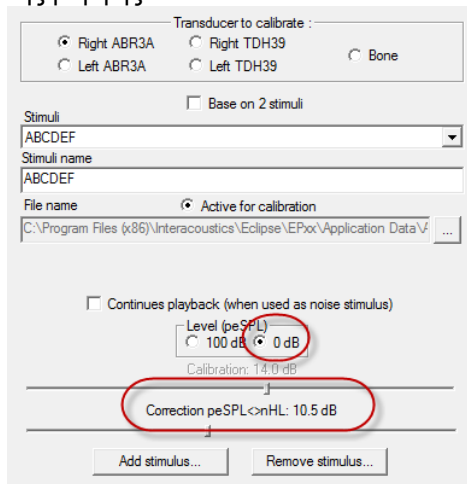 Transducer to calibrate :
Right ABR3A Right TDH39
Bone
Left ABR3A Left TDH39
Base on 2 stimuli
Stimuli
ABCDEF
Stimuli name
ABCDEF
File name Active for calibration
C:\Program Files (x86)\Interacoustics\Eclipse\EPxx\Application Data\A ...
Continues playback (when used as noise stimulus)
Level (peSPL)
100 dB 0 dB
Calibration: 14.0 dB
Correction peSPL<>nHL: 10.5 dB
Add stimulus... Remove stimulus...